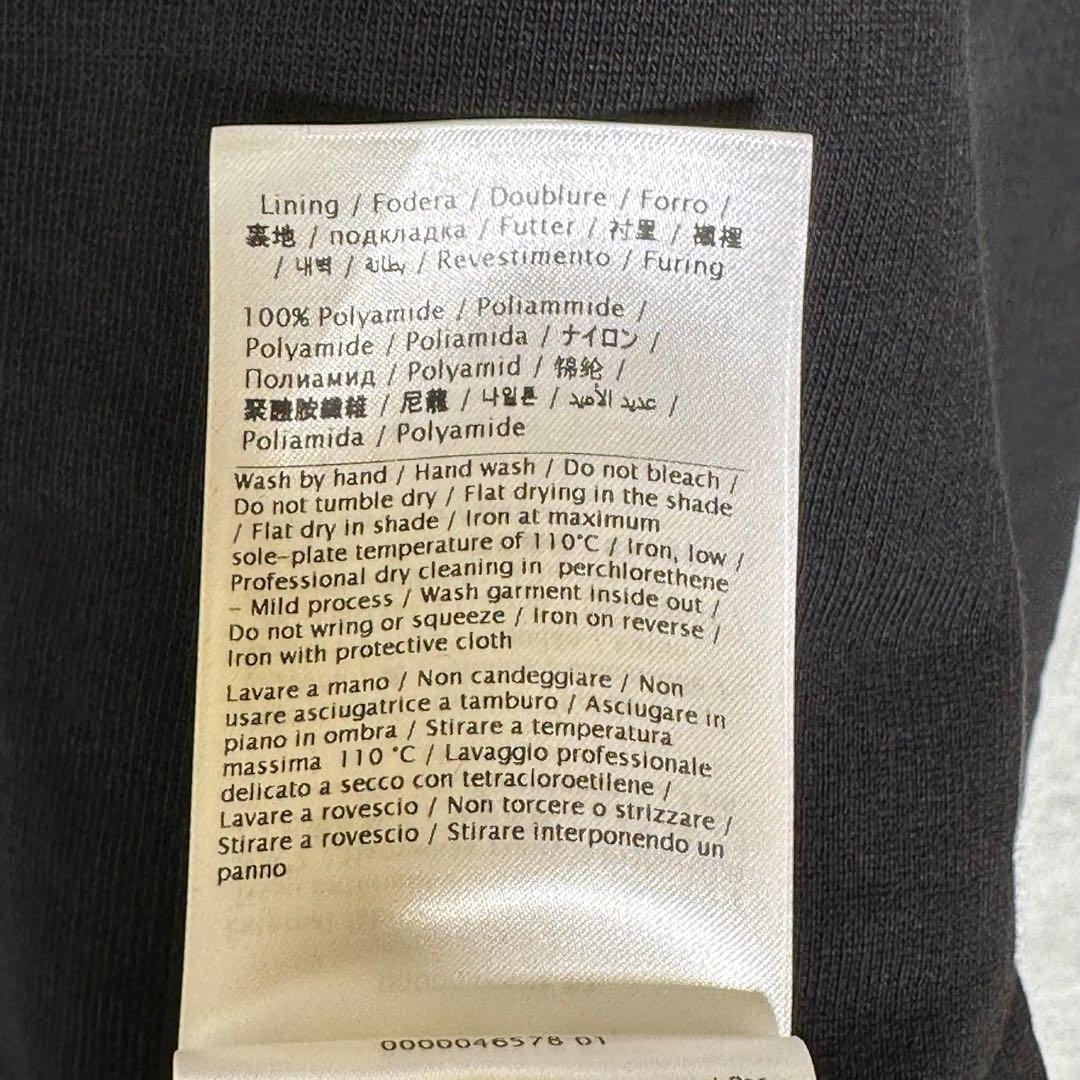 Lining / Fodera / Doublure / Forro /
裏地 / подкладка / Futter / 衬里 / 襯裡
/ 내벽 / بطانة / Revestimento / Furing
100% Polyamide / Poliammide /
Polyamide / Poliamida / ナイロン /
Полиамид / Polyamid / 锦纶 /
聚醯胺纖維 / 尼龍 / 나일론 / عديد الأميد /
Poliamida / Polyamide
Wash by hand / Hand wash / Do not bleach /
Do not tumble dry / Flat drying in the shade
/ Flat dry in shade / Iron at maximum
sole-plate temperature of 110°C / Iron, low /
Professional dry cleaning in perchlorethene
- Mild process / Wash garment inside out /
Do not wring or squeeze / Iron on reverse /
Iron with protective cloth
Lavare a mano / Non candeggiare / Non
usare asciugatrice a tamburo / Asciugare in
piano in ombra / Stirare a temperatura
massima 110 °C / Lavaggio professionale
delicato a secco con tetracloroetilene /
Lavare a rovescio / Non torcere o strizzare /
Stirare a rovescio / Stirare interponendo un
panno
0000046578 01